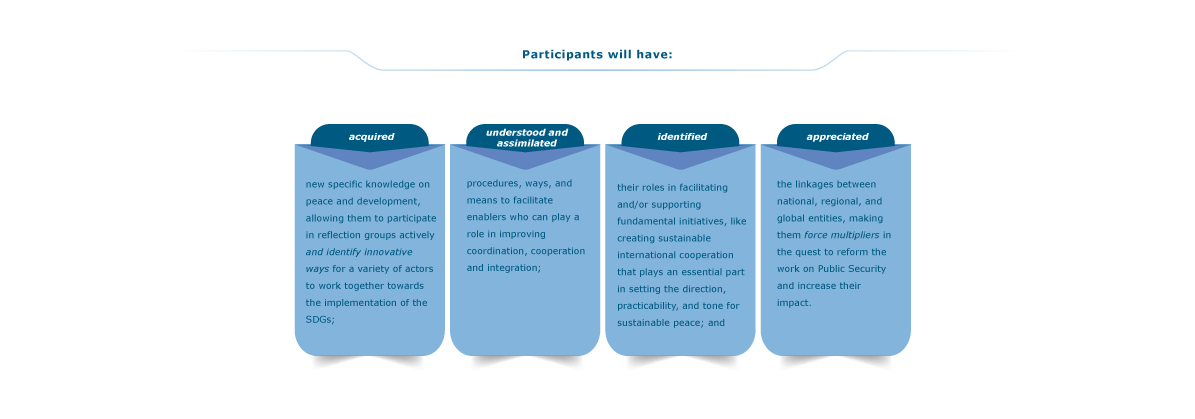 Participants will have:
acquired
new specific knowledge on
peace and development,
allowing them to participate
in reflection groups actively
and identify innovative
ways for a variety of actors
to work together towards
the implementation of the
SDGs;
understood and
assimilated
procedures, ways, and
means to facilitate
enablers who can play a
role in improving
coordination, cooperation
and integration;
identified
their roles in facilitating
and/or supporting
fundamental initiatives, like
creating sustainable
international cooperation
that plays an essential part
in setting the direction,
practicability, and tone for
sustainable peace; and
appreciated
the linkages between
national, regional, and
global entities, making
them force multipliers in
the quest to reform the
work on Public Security
and increase their
impact.